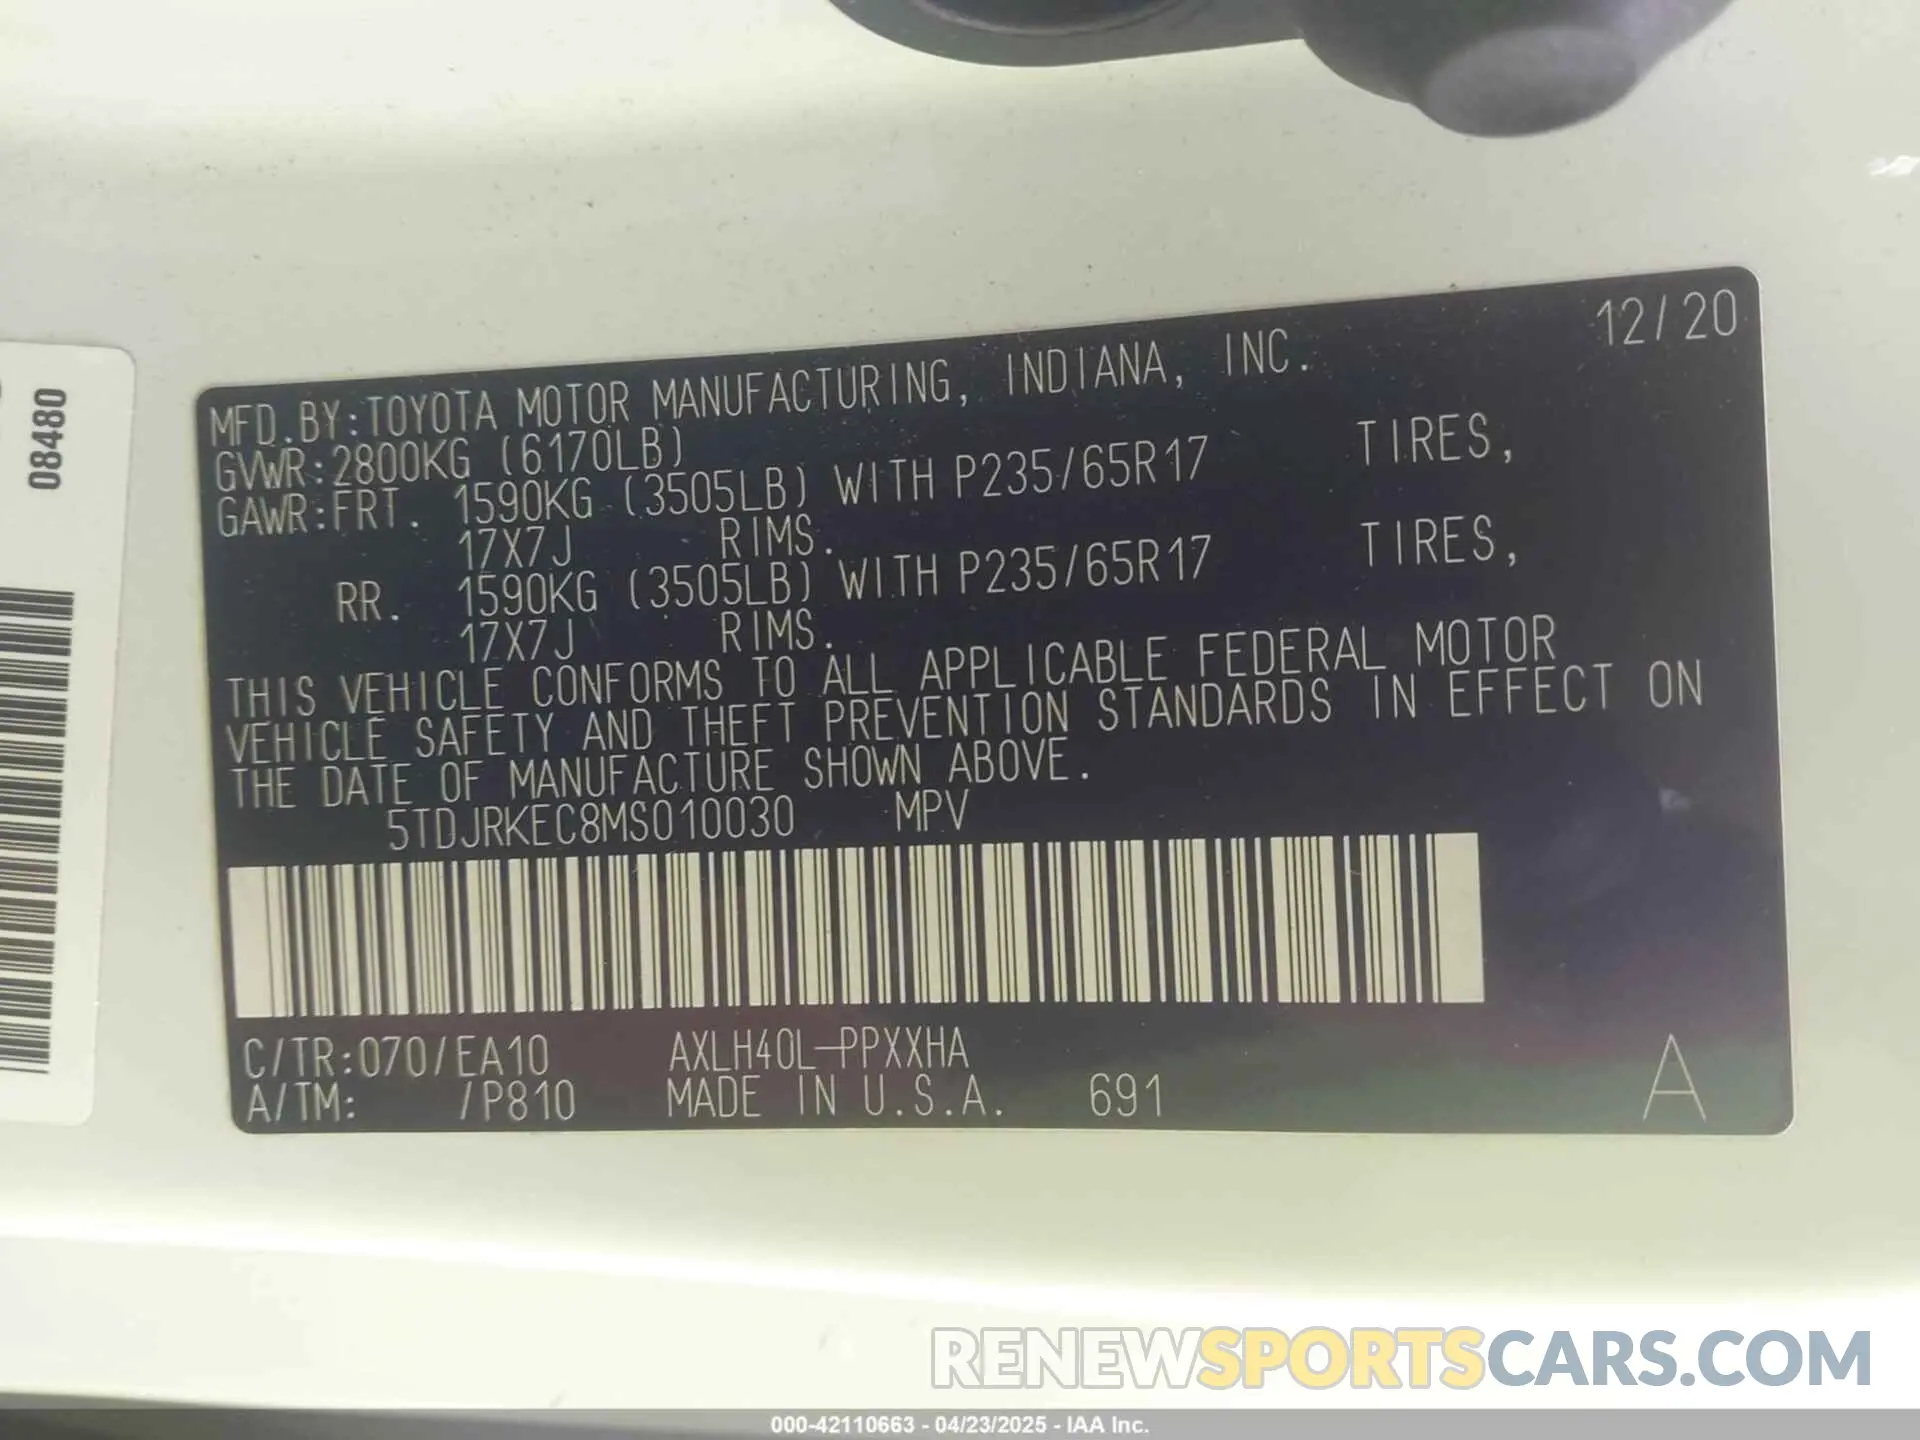 12/20
MFD.BY:TOYOTA MOTOR MANUFACTURING, INDIANA, INC.
GVWR:2800KG (6170LB)
GAWR:FRT. 1590KG (3505LB) WITH P235/65R17 TIRES,
17X7J RIMS.
RR. 1590KG (3505LB) WITH P235/65R17 TIRES,
17X7J RIMS.
THIS VEHICLE CONFORMS TO ALL APPLICABLE FEDERAL MOTOR
VEHICLE SAFETY AND THEFT PREVENTION STANDARDS IN EFFECT ON
THE DATE OF MANUFACTURE SHOWN ABOVE.
5TDJRKEC8MS010030 MPV
C/TR:070/EA10 AXLH40L-PPXXHA
A/TM: /P810 MADE IN U.S.A. 691 A
08480
RENEWSPORTSCARS.COM
000-42110663 - 04/23/2025 - IAA Inc.